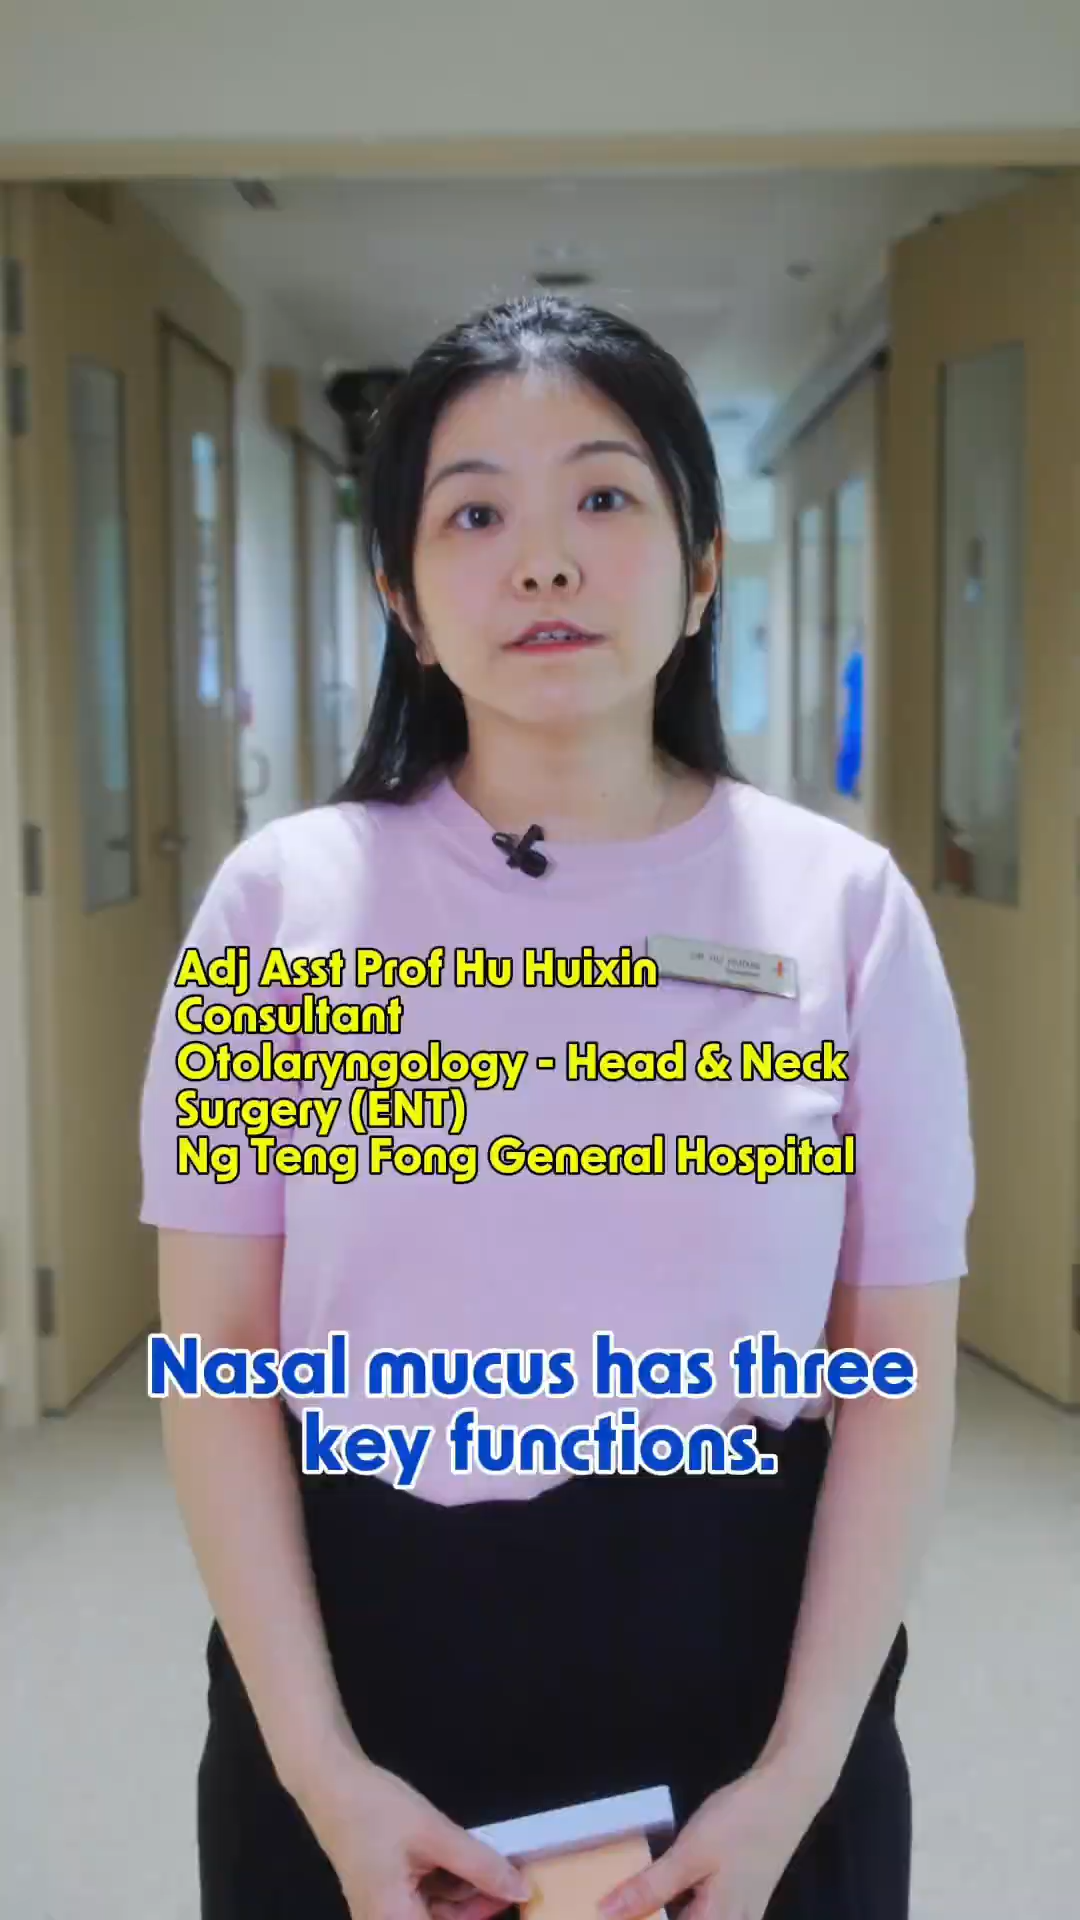 Adj Asst Prof Hu Huixin
Consultant
Otolaryngology - Head & Neck
Surgery (ENT)
Ng Teng Fong General Hospital
Nasal mucus has three
key functions.